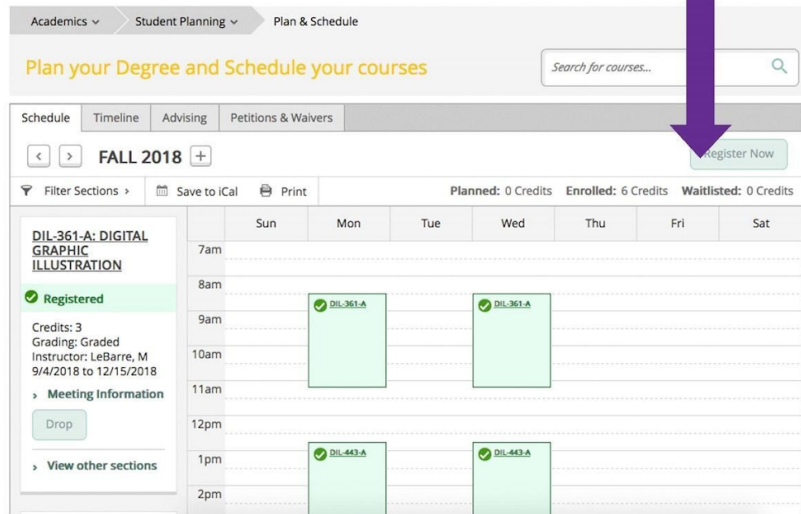 Academics Student Planning Plan & Schedule
Plan your Degree and Schedule your courses
Search for courses...
Schedule Timeline Advising Petitions & Waivers
< > FALL 2018 +
Register Now
Filter Sections > Save to iCal Print
Planned: 0 Credits Enrolled: 6 Credits Waitlisted: 0 Credits
Sun Mon Tue Wed Thu Fri Sat
DIL-361-A: DIGITAL
GRAPHIC
ILLUSTRATION
Registered
Credits: 3
Grading: Graded
Instructor: LeBarre, M
9/4/2018 to 12/15/2018
> Meeting Information
Drop
> View other sections
7am
8am
DIL-361-A DIL-361-A
9am
10am
11am
12pm
DIL-443-A DIL-443-A
1pm
2pm